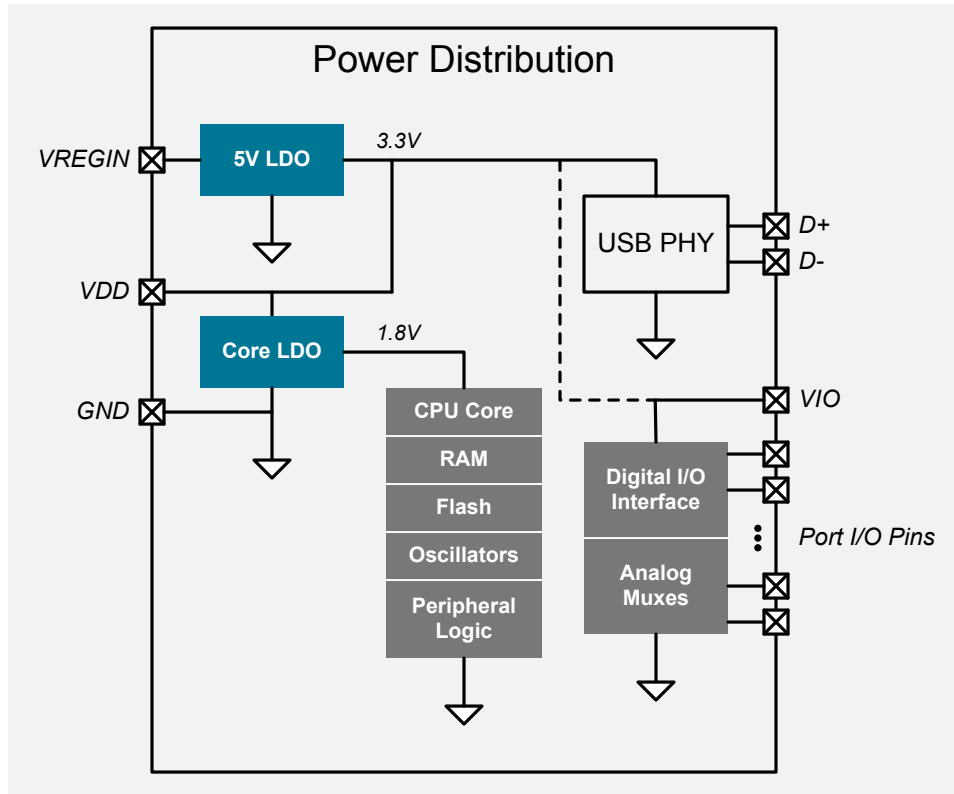 Power Distribution
VREGIN
5V LDO
3.3V
USB PHY
D+
D-
VDD
Core LDO
1.8V
GND
CPU Core
RAM
Flash
Oscillators
Peripheral
Logic
VIO
Digital I/O
Interface
Port I/O Pins
Analog
Muxes